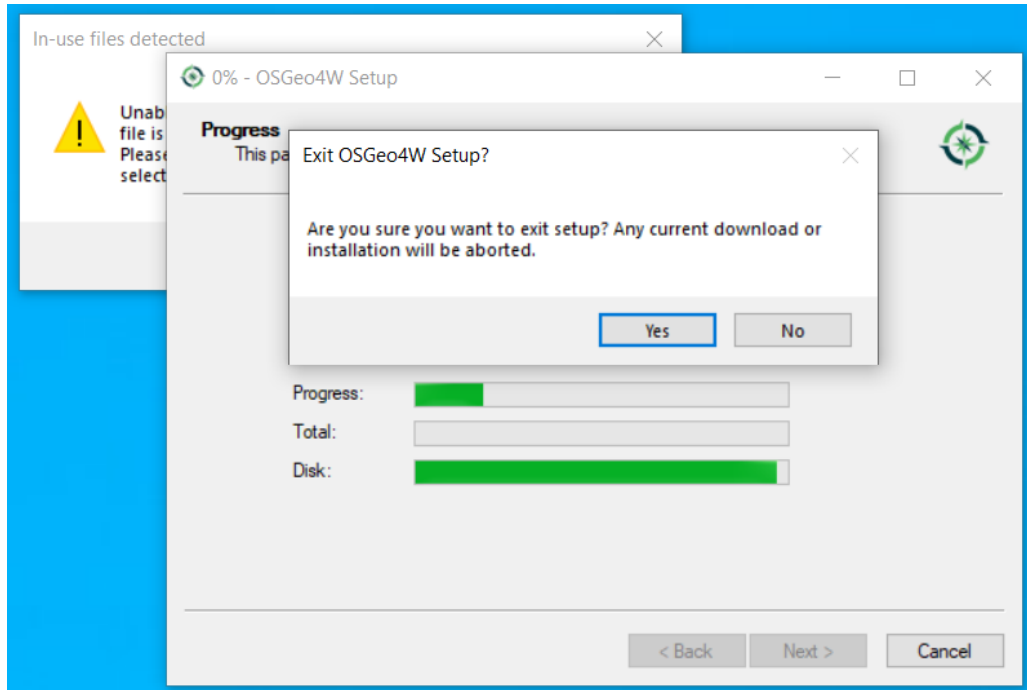 In-use files detected
Unab
file is
Please
select
0% - OSGeo4W Setup
Progress
This pa
Exit OSGeo4W Setup?
Are you sure you want to exit setup? Any current download or
installation will be aborted.
Yes No
Progress:
Total:
Disk:
< Back Next > Cancel